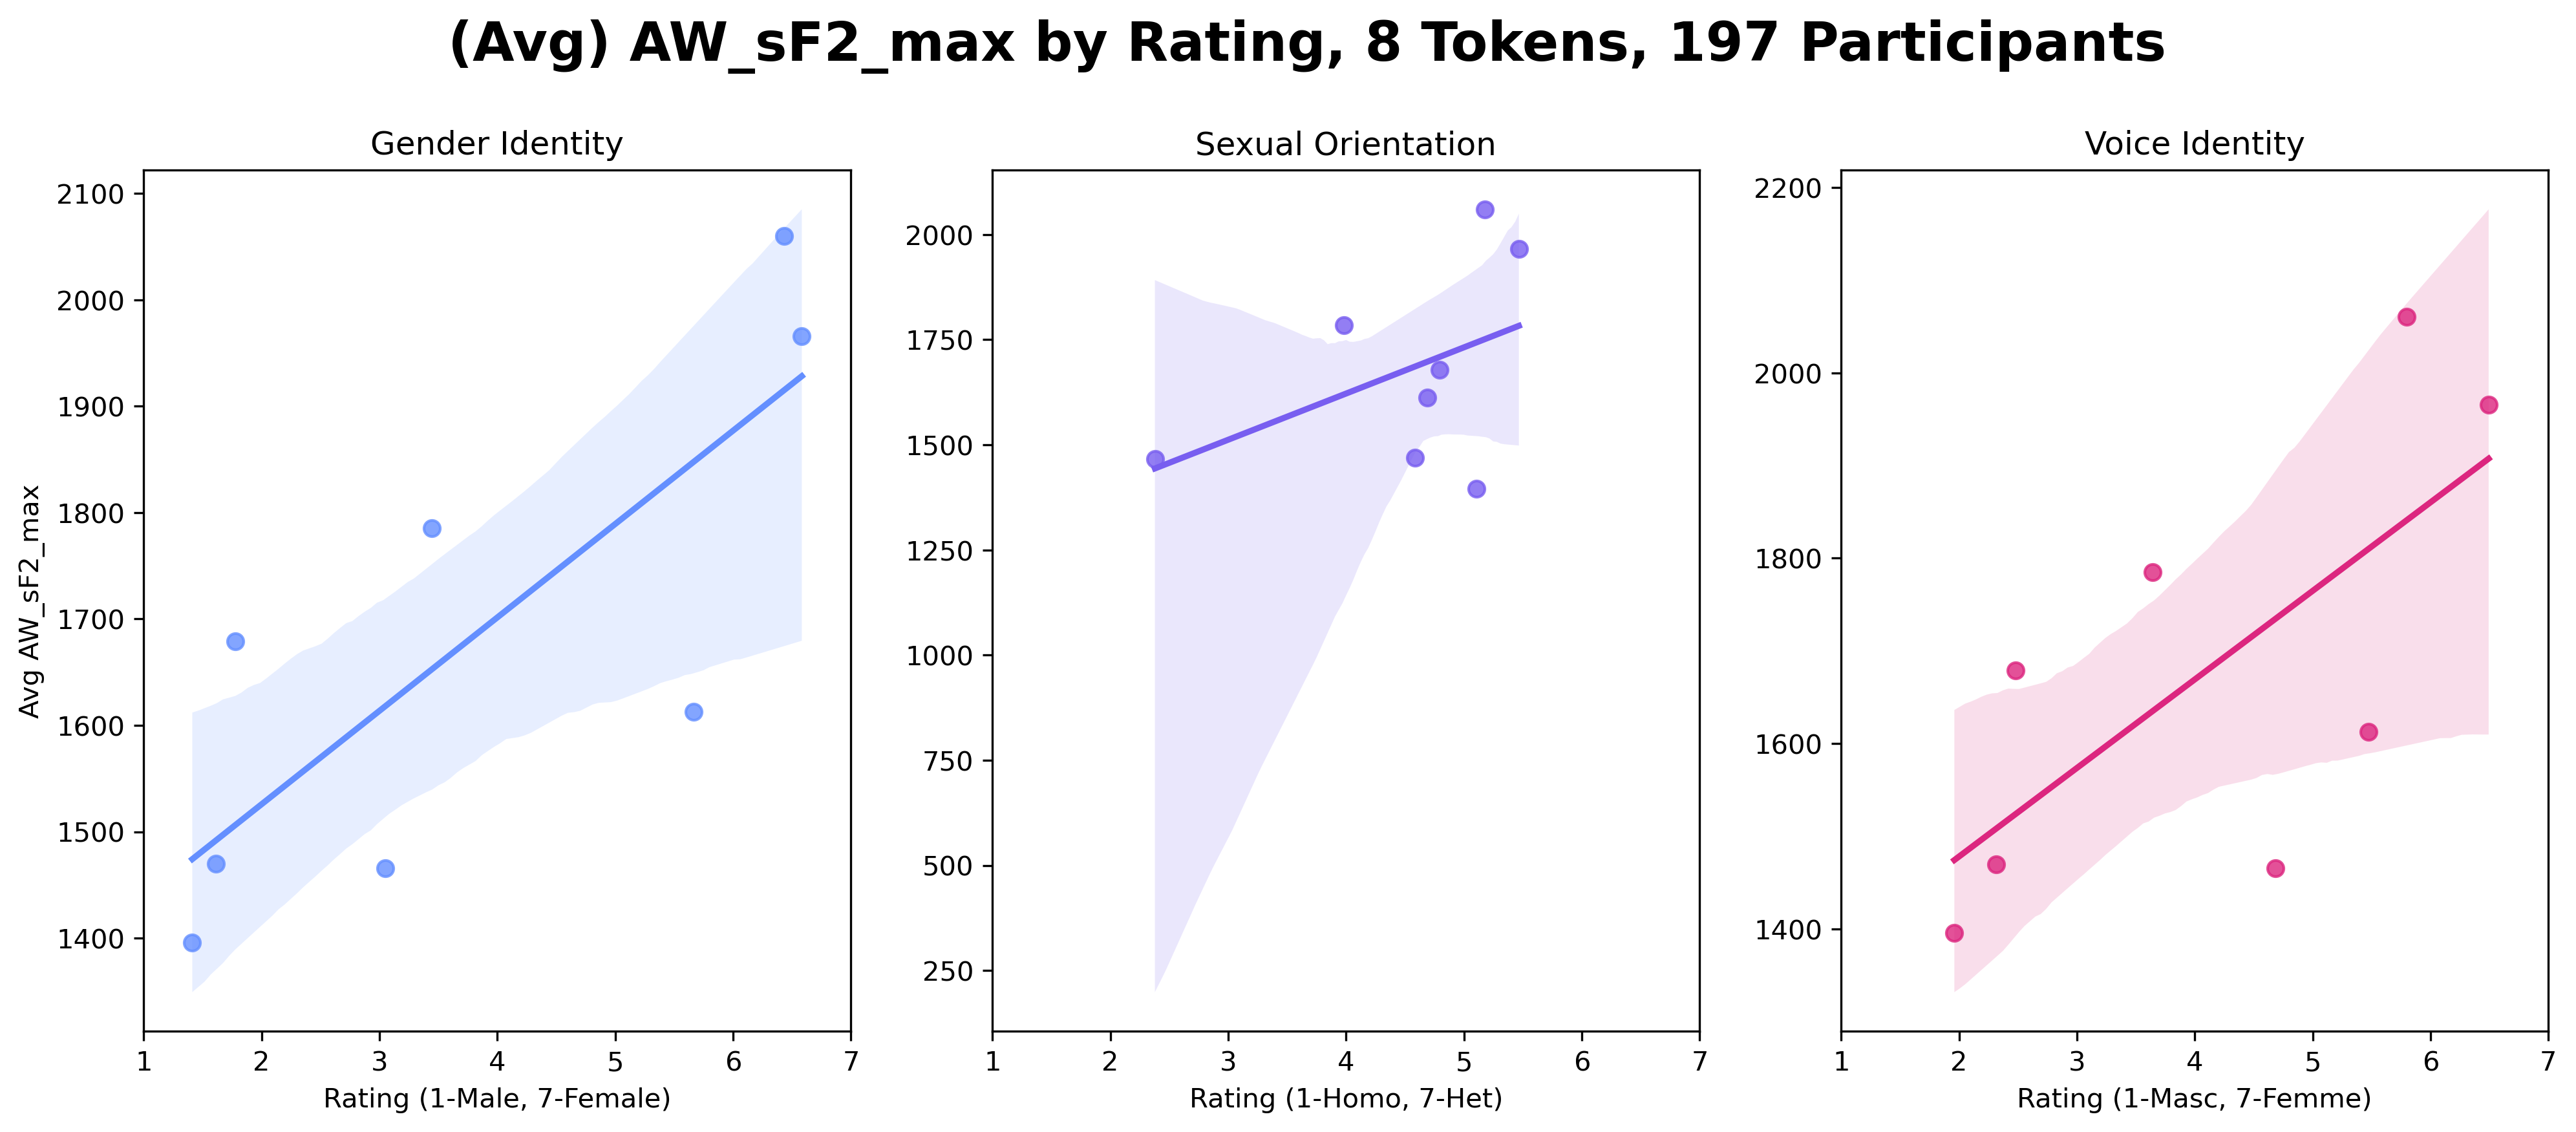 (Avg) AW_sF2_max by Rating, 8 Tokens, 197 Participants
Gender Identity
Avg AW_sF2_max
2100
2000
1900
1800
1700
1600
1500
1400
1 2 3 4 5 6 7
Rating (1-Male, 7-Female)
Sexual Orientation
2000
1750
1500
1250
1000
750
500
250
1 2 3 4 5 6 7
Rating (1-Homo, 7-Het)
Voice Identity
2200
2000
1800
1600
1400
1 2 3 4 5 6 7
Rating (1-Masc, 7-Femme)